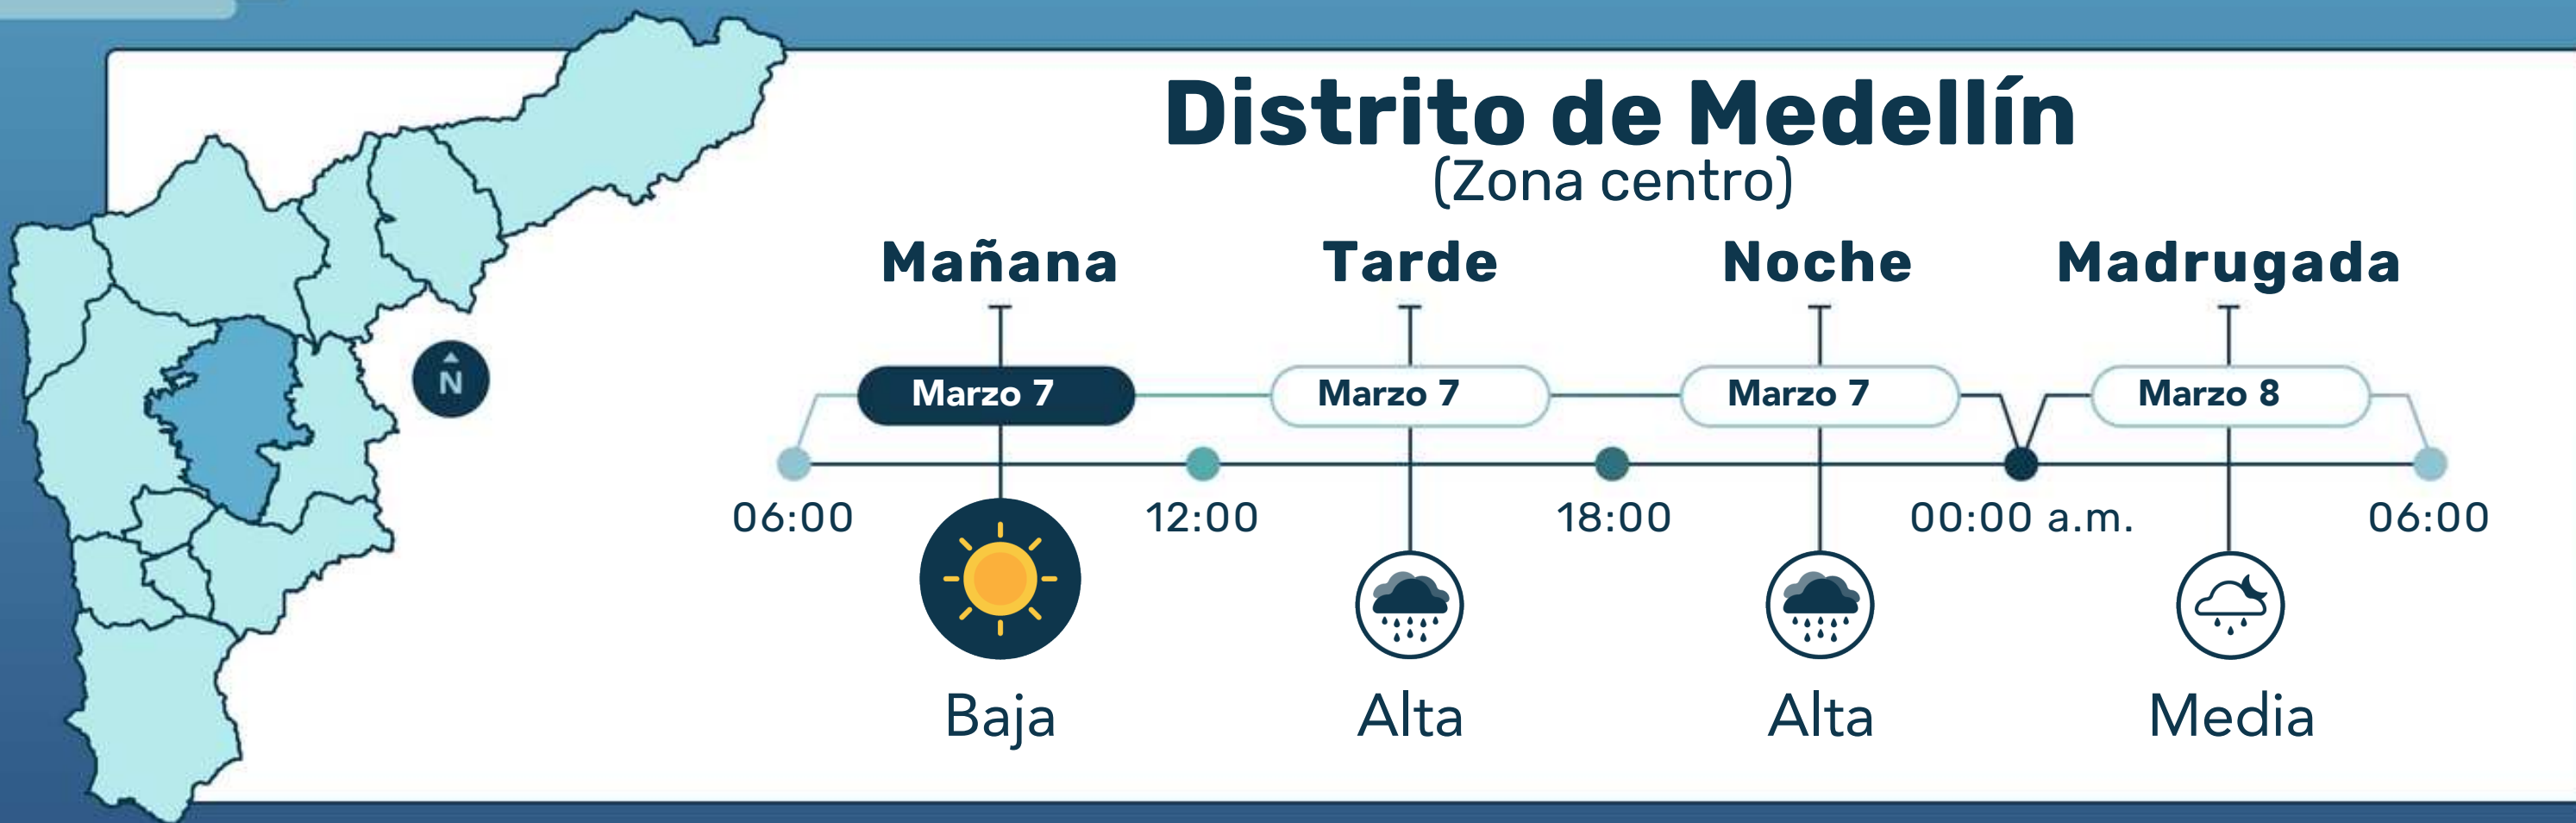 Distrito de Medellín
(Zona centro)
Mañana Tarde Noche Madrugada
N
Marzo 7 Marzo 7 Marzo 7 Marzo 8
06:00 12:00 18:00 00:00 a.m. 06:00
Baja Alta Alta Media